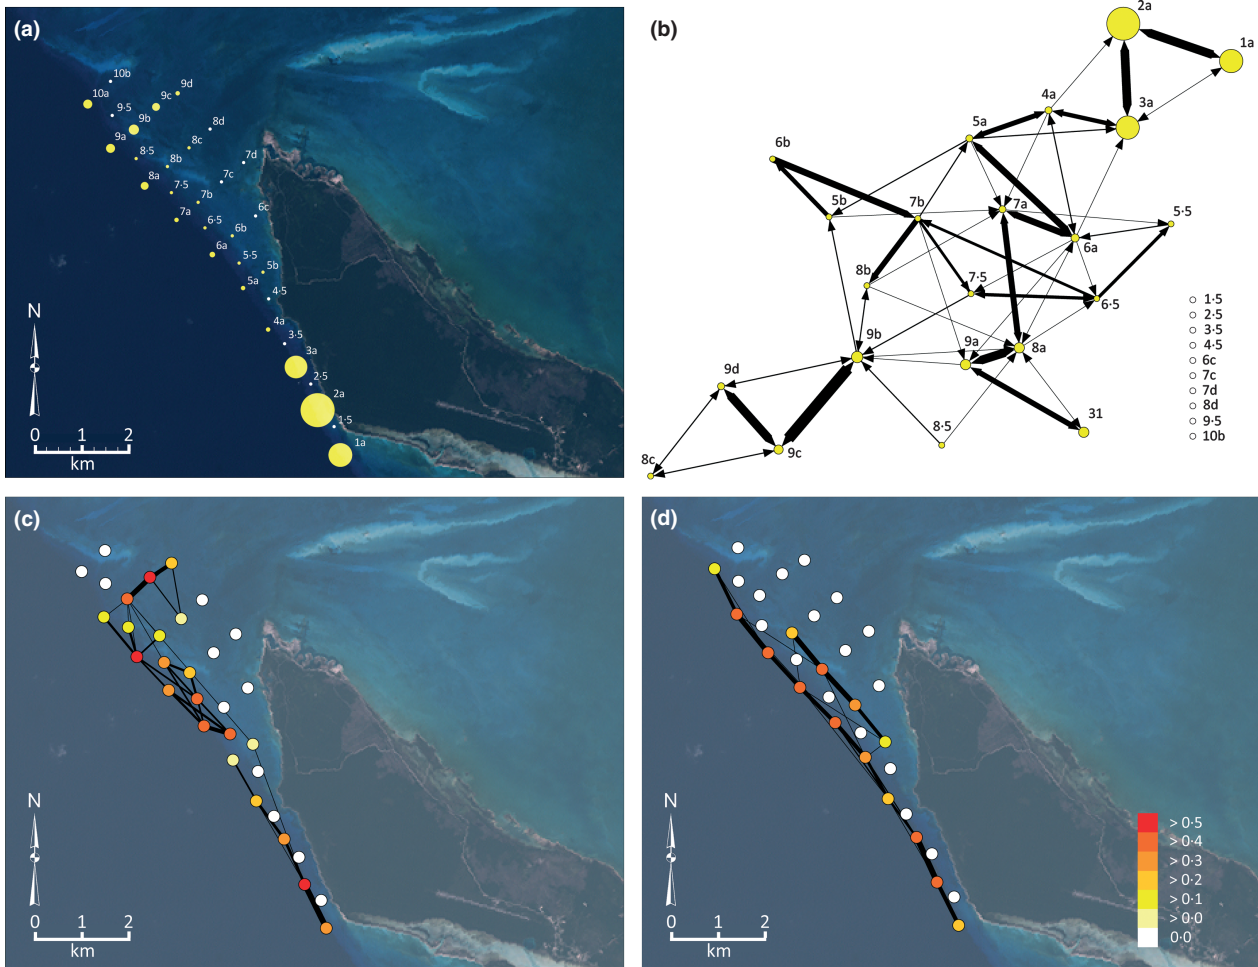 (a)
10b
10a
9·5
9c
9d
9b
8d
9a
8·5
8c
8b
7d
8a
7·5
7c
7b
7a
6·5
6c
6b
6a
5·5
5b
5a
4·5
4a
3·5
3a
2·5
2a
1·5
1a
N
0 2
km
(b)
2a
1a
4a
3a
5a
6b
5b
7b
7a
5·5
6a
8b
7·5
6·5
9b
9a
8a
9d
31
8·5
8c
9c
1·5
2·5
3·5
4·5
6c
7c
7d
8d
9·5
10b
(c)
N
0 1 2
km
(d)
N
0 1 2
km
> 0·5
> 0·4
> 0·3
> 0·2
> 0·1
> 0·0
0·0